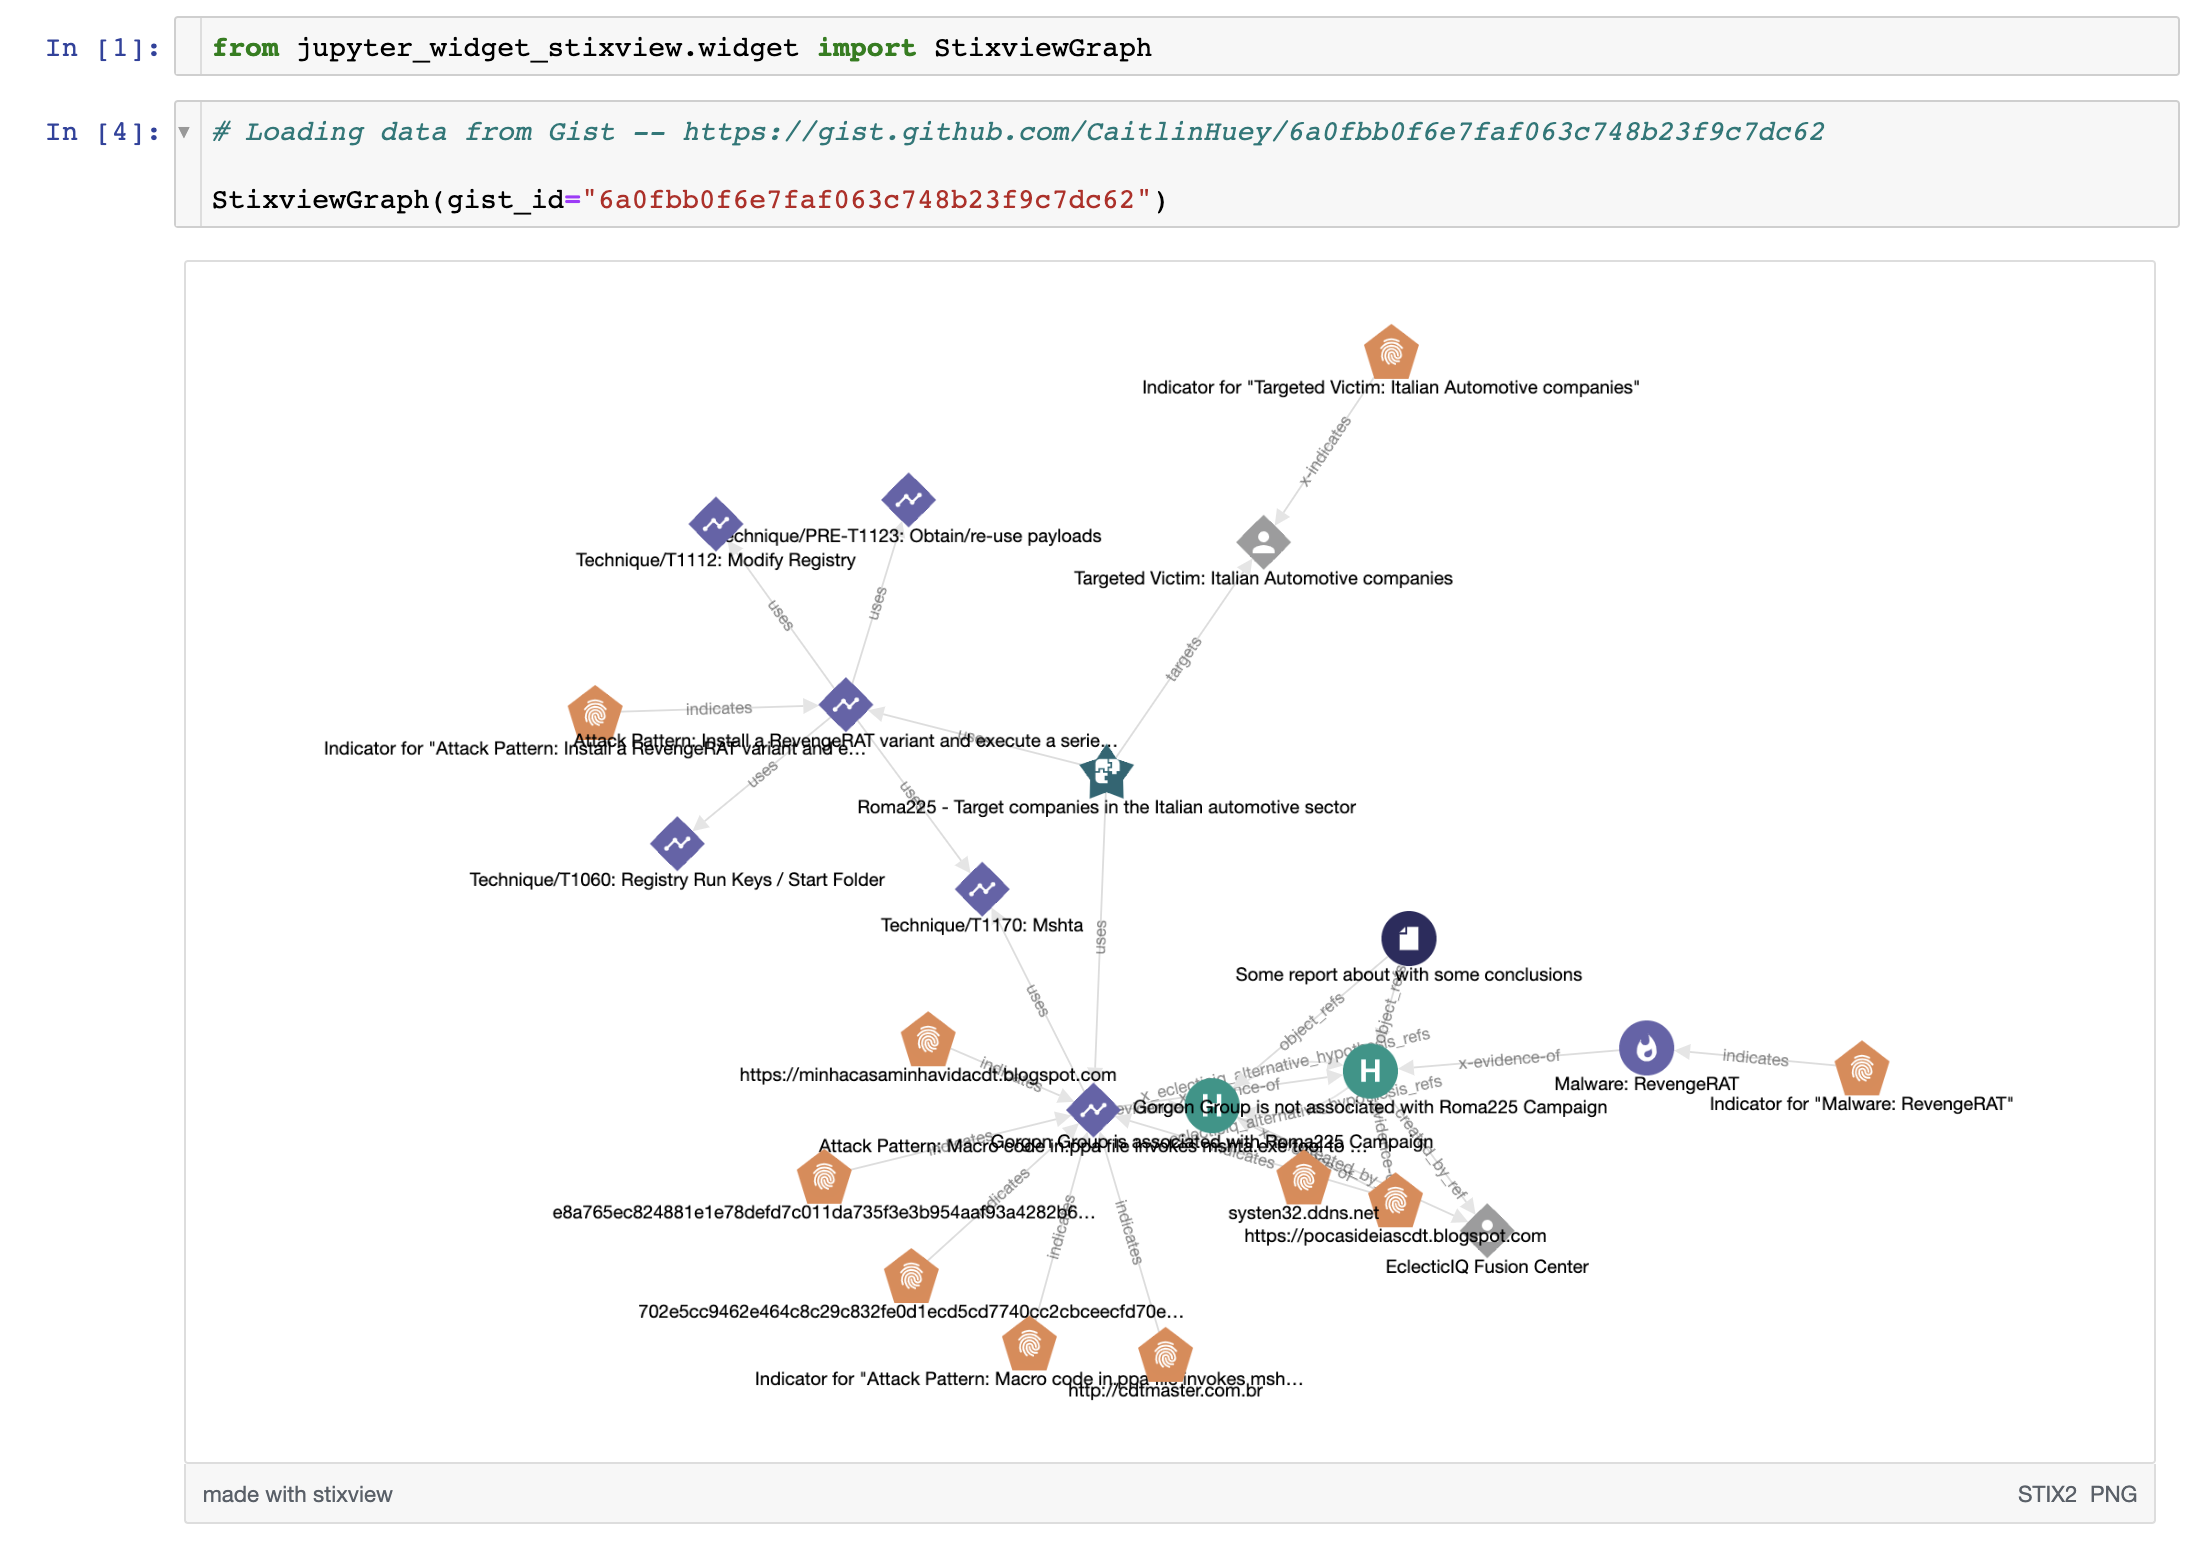 In [1]:
from jupyter_widget_stixview.widget import StixviewGraph
In [4]:
# Loading data from Gist -- https://gist.github.com/CaitlinHuey/6a0fbb0f6e7faf063c748b23f9c7dc62
StixviewGraph(gist_id="6a0fbb0f6e7faf063c748b23f9c7dc62")
Indicator for "Targeted Victim: Italian Automotive companies"
x-indicates
echnique/PRE-T1123: Obtain/re-use payloads
Technique/T1112: Modify Registry
Targeted Victim: Italian Automotive companies
uses
uses
targets
indicates
Attack Pattern: Install a RevengeRAT variant and execute a serie...
Indicator for "Attack Pattern: Install a RevengeRAT variant and e...
uses
uses
uses
Roma225 - Target companies in the Italian automotive sector
Technique/T1060: Registry Run Keys / Start Folder
Technique/T1170: Mshta
uses
uses
Some report about with some conclusions
object_refs
object_refs
x_eclecticiq_alternative_hypothesis_refs
x-evidence-of
indicates
https://minhacasaminhavidacdt.blogspot.com
indicates
Malware: RevengeRAT
Indicator for "Malware: RevengeRAT"
H
H
Gorgon Group is not associated with Roma225 Campaign
Gorgon Group is associated with Roma225 Campaign
Attack Pattern: Macro code in.ppa file invokes mshta.exe tool to ...
indicates
indicates
created_by_ref
e8a765ec824881e1e78defd7c011da735f3e3b954aaf93a4282b6...
indicates
systen32.ddns.net
https://pocasideiascdt.blogspot.com
indicates
indicates
EclecticIQ Fusion Center
702e5cc9462e464c8c29c832fe0d1ecd5cd7740cc2cbceecfd70e...
Indicator for "Attack Pattern: Macro code in.ppa file invokes msh...
http://cdtmaster.com.br
made with stixview
STIX2 PNG